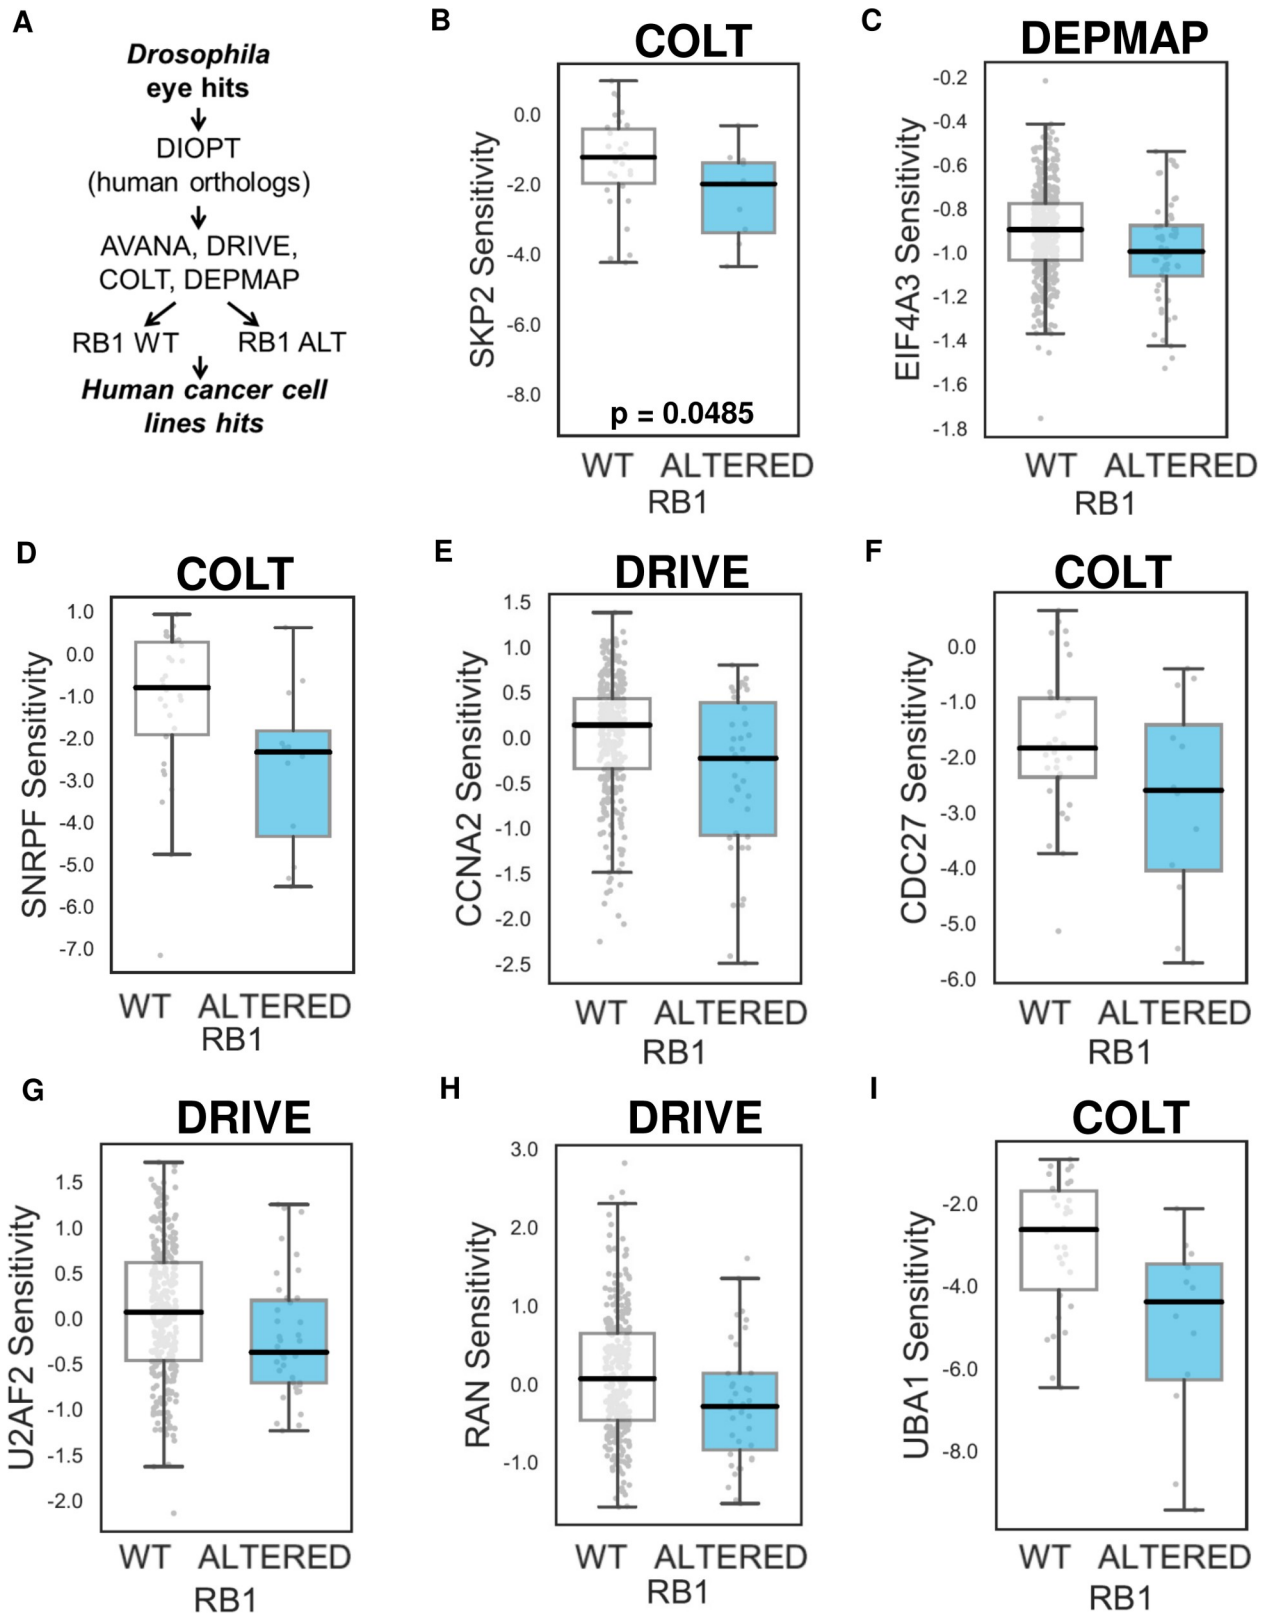 A
Drosophila
eye hits
DIOPT
(human orthologs)
AVANA, DRIVE,
COLT, DEPMAP
RB1 WT
RB1 ALT
Human cancer cell
lines hits
B
COLT
SKP2 Sensitivity
0.0
-2.0
-4.0
-6.0
-8.0
p = 0.0485
WT ALTERED
RB1
C
DEPMAP
EIF4A3 Sensitivity
-0.2
-0.4
-0.6
-0.8
-1.0
-1.2
-1.4
-1.6
-1.8
WT ALTERED
RB1
D
COLT
SNRPF Sensitivity
1.0
0.0
-1.0
-2.0
-3.0
-4.0
-5.0
-6.0
-7.0
WT ALTERED
RB1
E
DRIVE
CCNA2 Sensitivity
1.5
1.0
0.5
0.0
-0.5
-1.0
-1.5
-2.0
-2.5
WT ALTERED
RB1
F
COLT
CDC27 Sensitivity
0.0
-1.0
-2.0
-3.0
-4.0
-5.0
-6.0
WT ALTERED
RB1
G
DRIVE
U2AF2 Sensitivity
1.5
1.0
0.5
0.0
-0.5
-1.0
-1.5
-2.0
WT ALTERED
RB1
H
DRIVE
RAN Sensitivity
3.0
2.0
1.0
0.0
-1.0
WT ALTERED
RB1
I
COLT
UBA1 Sensitivity
-2.0
-4.0
-6.0
-8.0
WT ALTERED
RB1